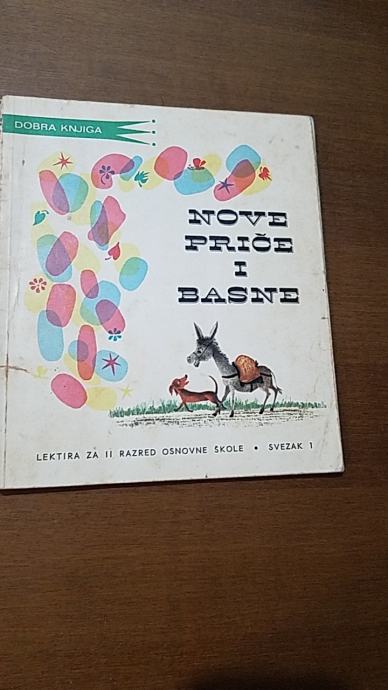 DOBRA KNJIGA
NOVE
PRIČE
I
BASNE
LEKTIRA ZA II RAZRED OSNOVNE ŠKOLE • SVEZAK 1